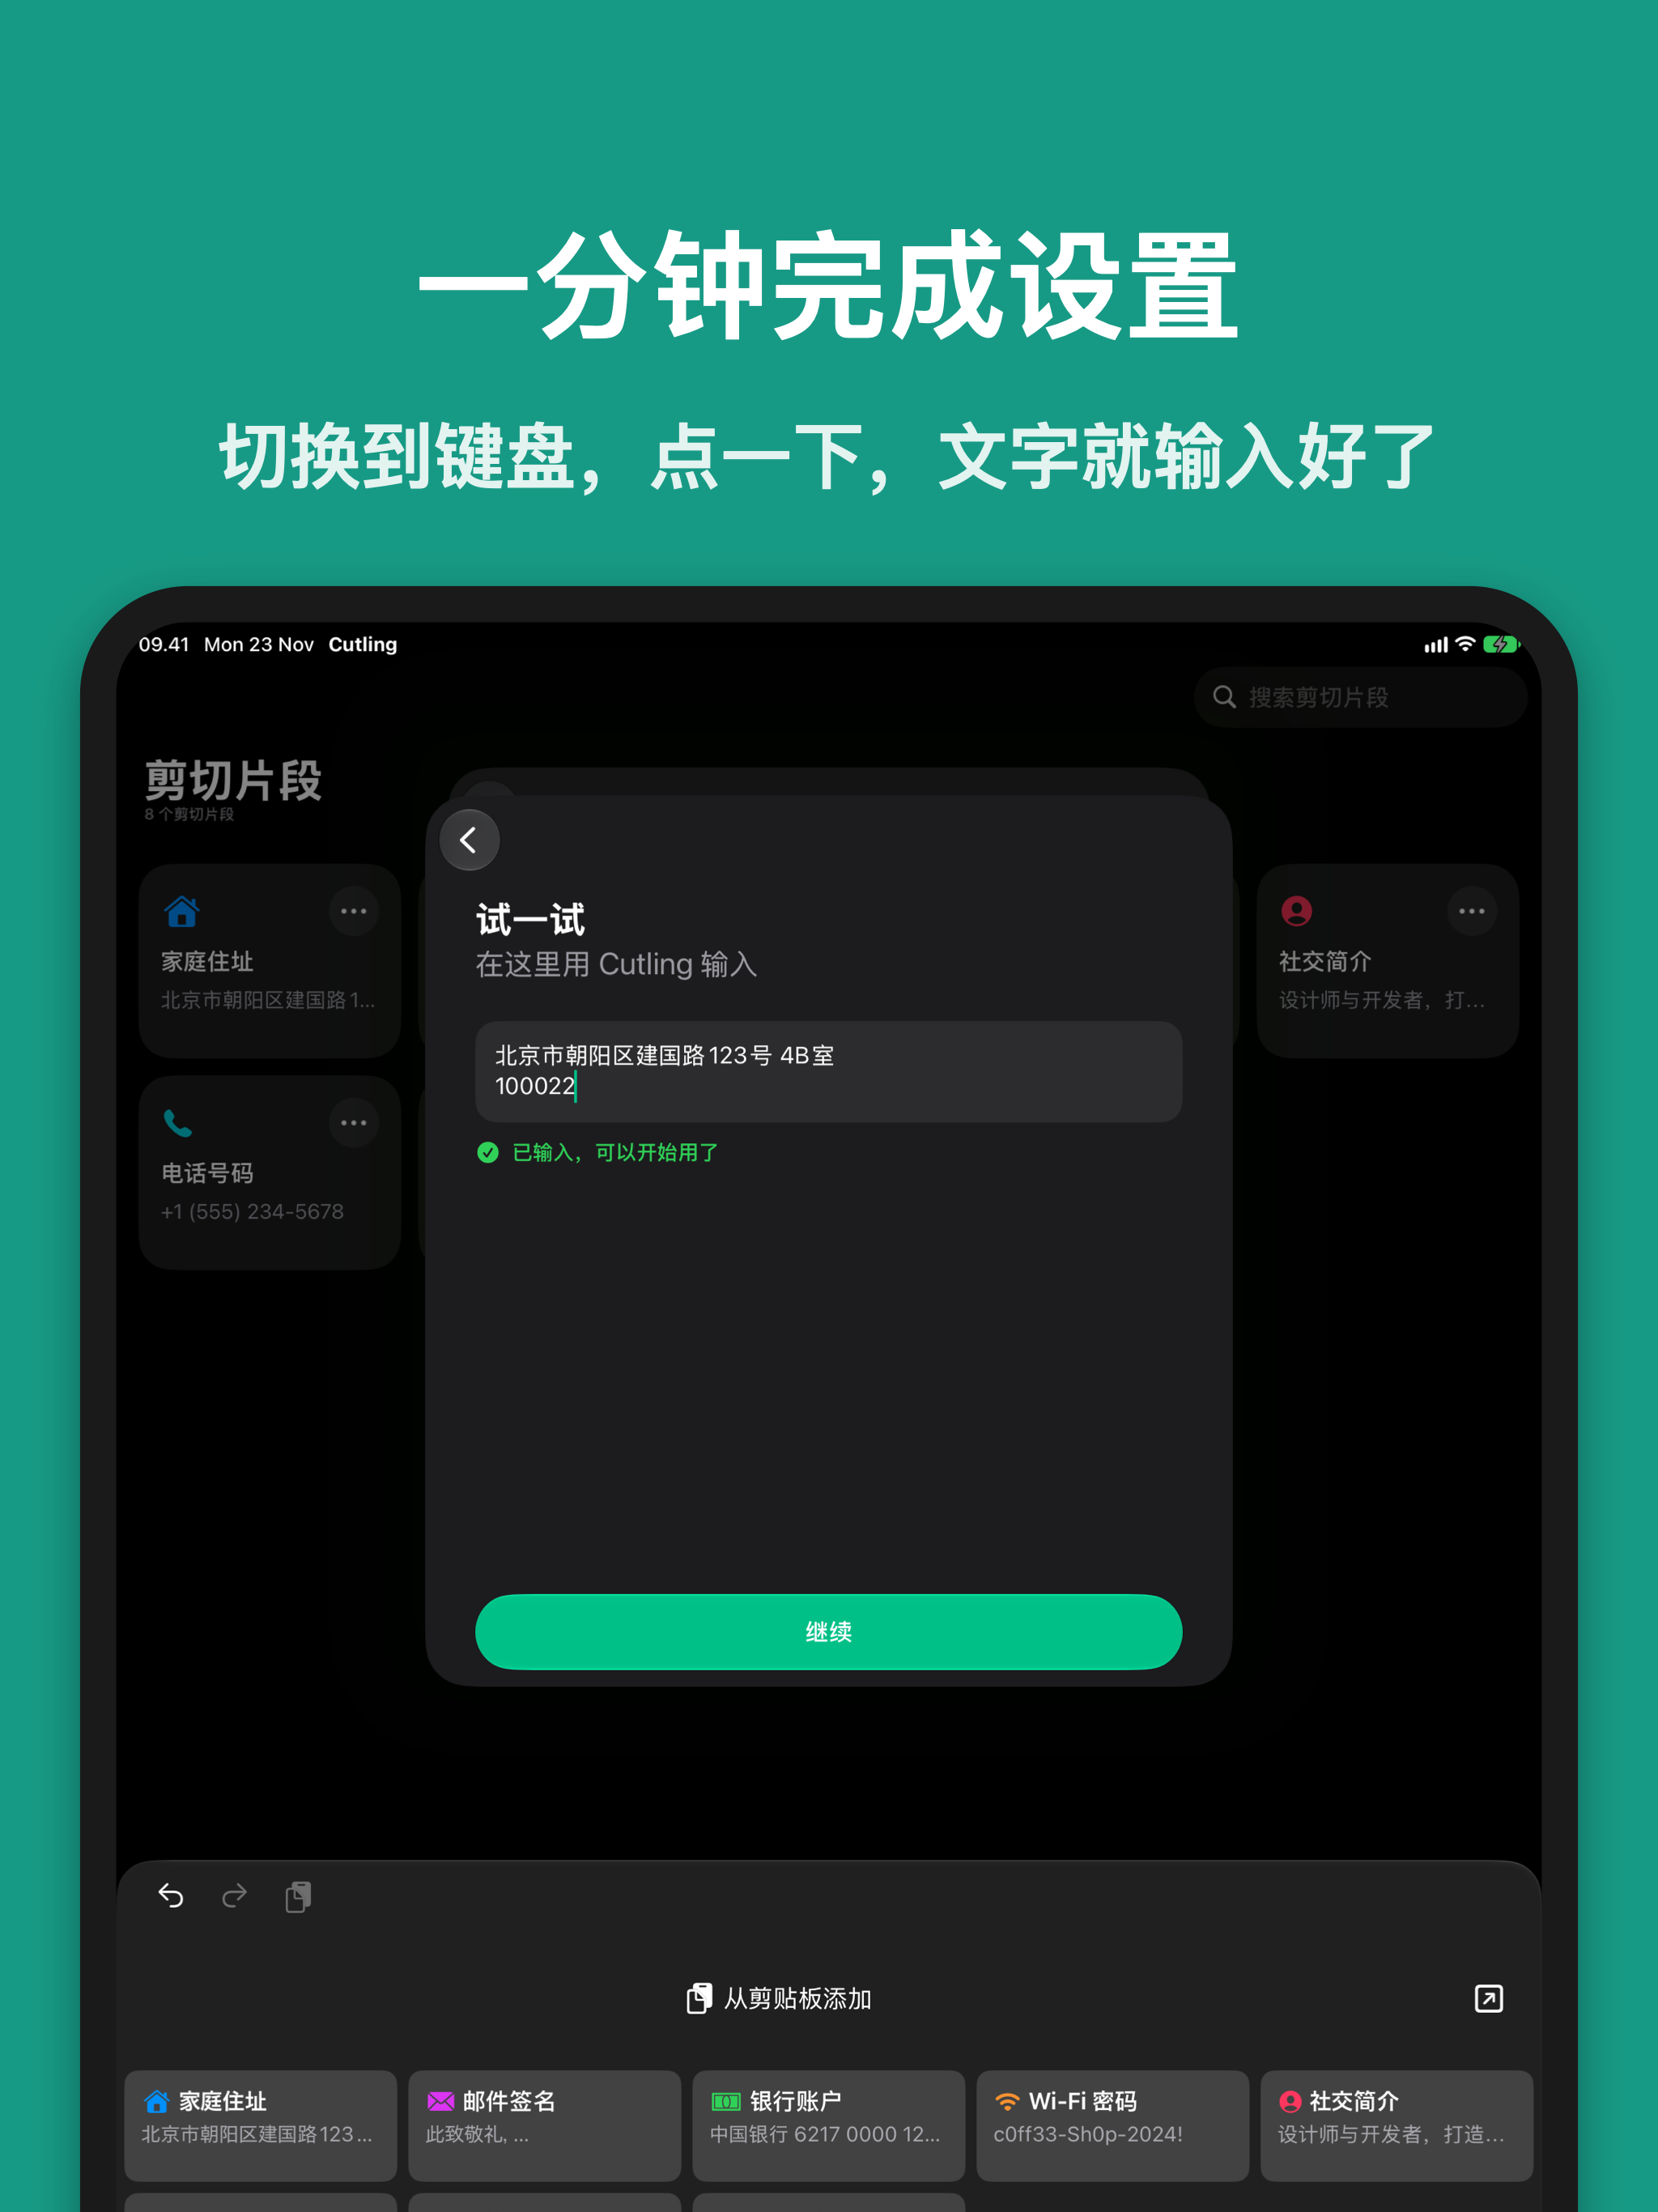 一分钟完成设置
切换到键盘，点一下，文字就输入好了
09.41 Mon 23 Nov Cutling
搜索剪切片段
剪切片段
8 个剪切片段
家庭住址
北京市朝阳区建国路 1...
社交简介
设计师与开发者，打...
电话号码
+1 (555) 234-5678
试一试
在这里用 Cutling 输入
北京市朝阳区建国路 123 号 4B 室
100022
已输入，可以开始用了
继续
从剪贴板添加
家庭住址
北京市朝阳区建国路 123 ...
邮件签名
此致敬礼, ...
银行账户
中国银行 6217 0000 12...
Wi-Fi 密码
c0ff33-Sh0p-2024!
社交简介
设计师与开发者，打造...